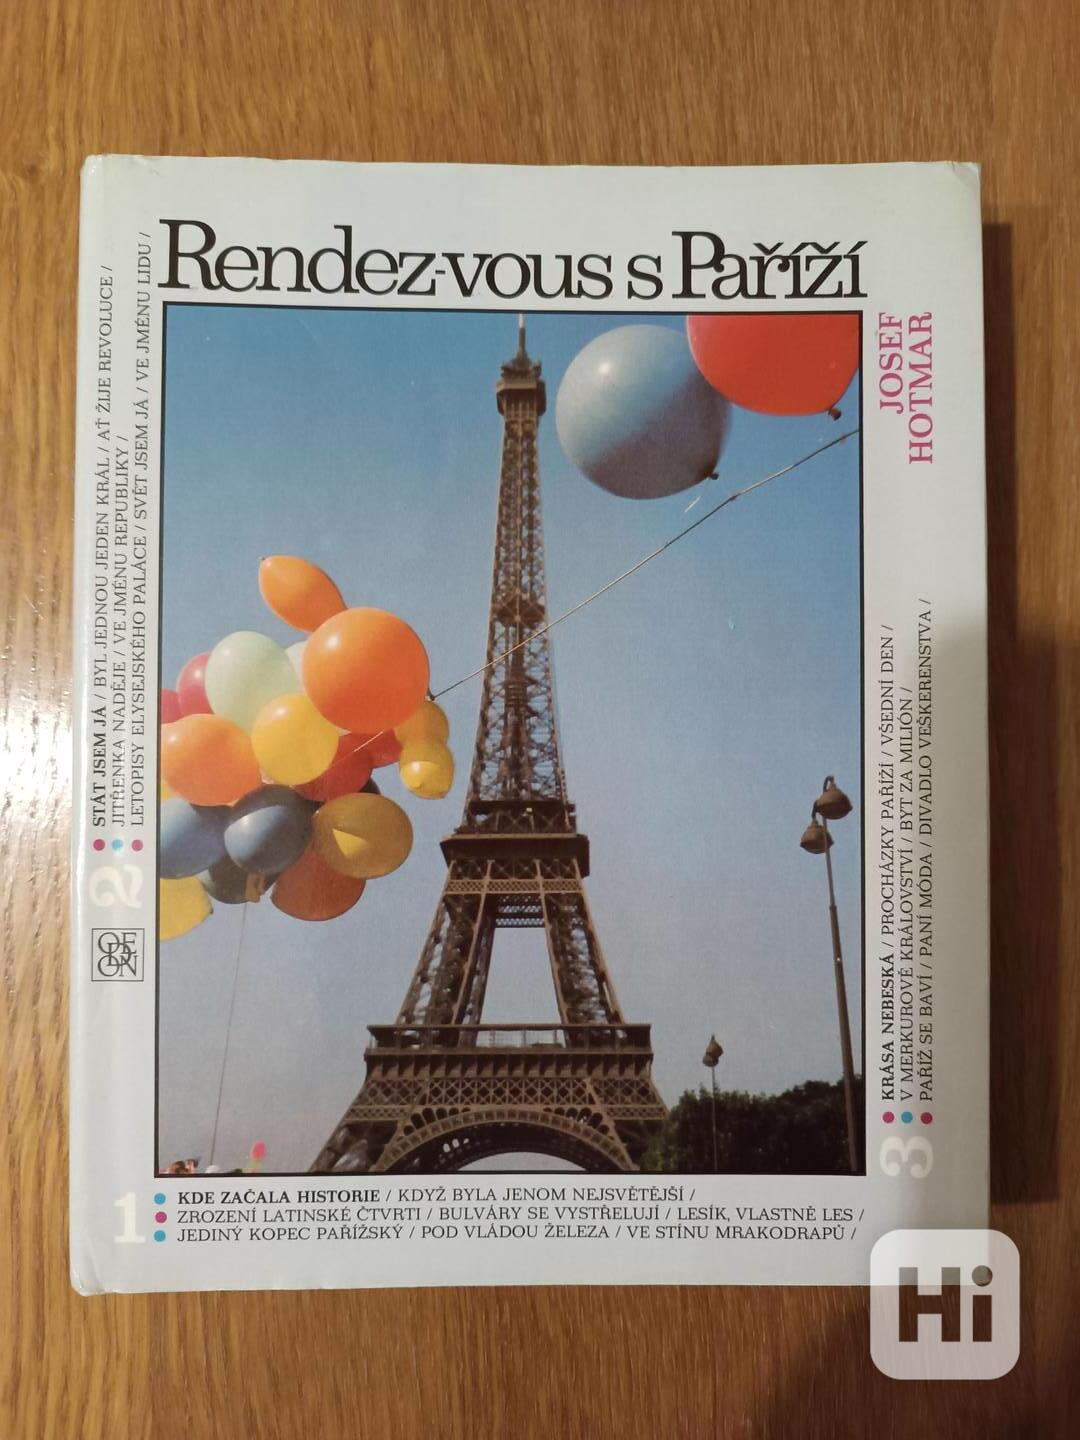 Rendez-vous s Paříží
JOSEF
HOTMAR
2
STÁT JSEM JÁ / BYL JEDNOU JEDEN KRÁL / AŤ ŽIJE REVOLUCE /
JITŘENKA NADĚJE / VE JMÉNU REPUBLIKY /
LETOPISY ELYSEJSKÉHO PALÁCE / SVĚT JSEM JÁ / VE JMÉNU LIDU /
ODEON
3
KRÁSA NEBESKÁ / PROCHÁZKY PAŘÍŽÍ / VŠEDNÍ DEN /
V MERKUROVĚ KRÁLOVSTVÍ / BYT ZA MILIÓN /
PAŘÍŽ SE BAVÍ / PANÍ MÓDA / DIVADLO VEŠKERENSTVA /
1
KDE ZAČALA HISTORIE / KDYŽ BYLA JENOM NEJSVĚTĚJŠÍ /
ZROZENÍ LATINSKÉ ČTVRTI / BULVÁRY SE VYSTŘELUJÍ / LESÍK, VLASTNĚ LES /
JEDINÝ KOPEC PAŘÍŽSKÝ / POD VLÁDOU ŽELEZA / VE STÍNU MRAKODRAPŮ /
Hi